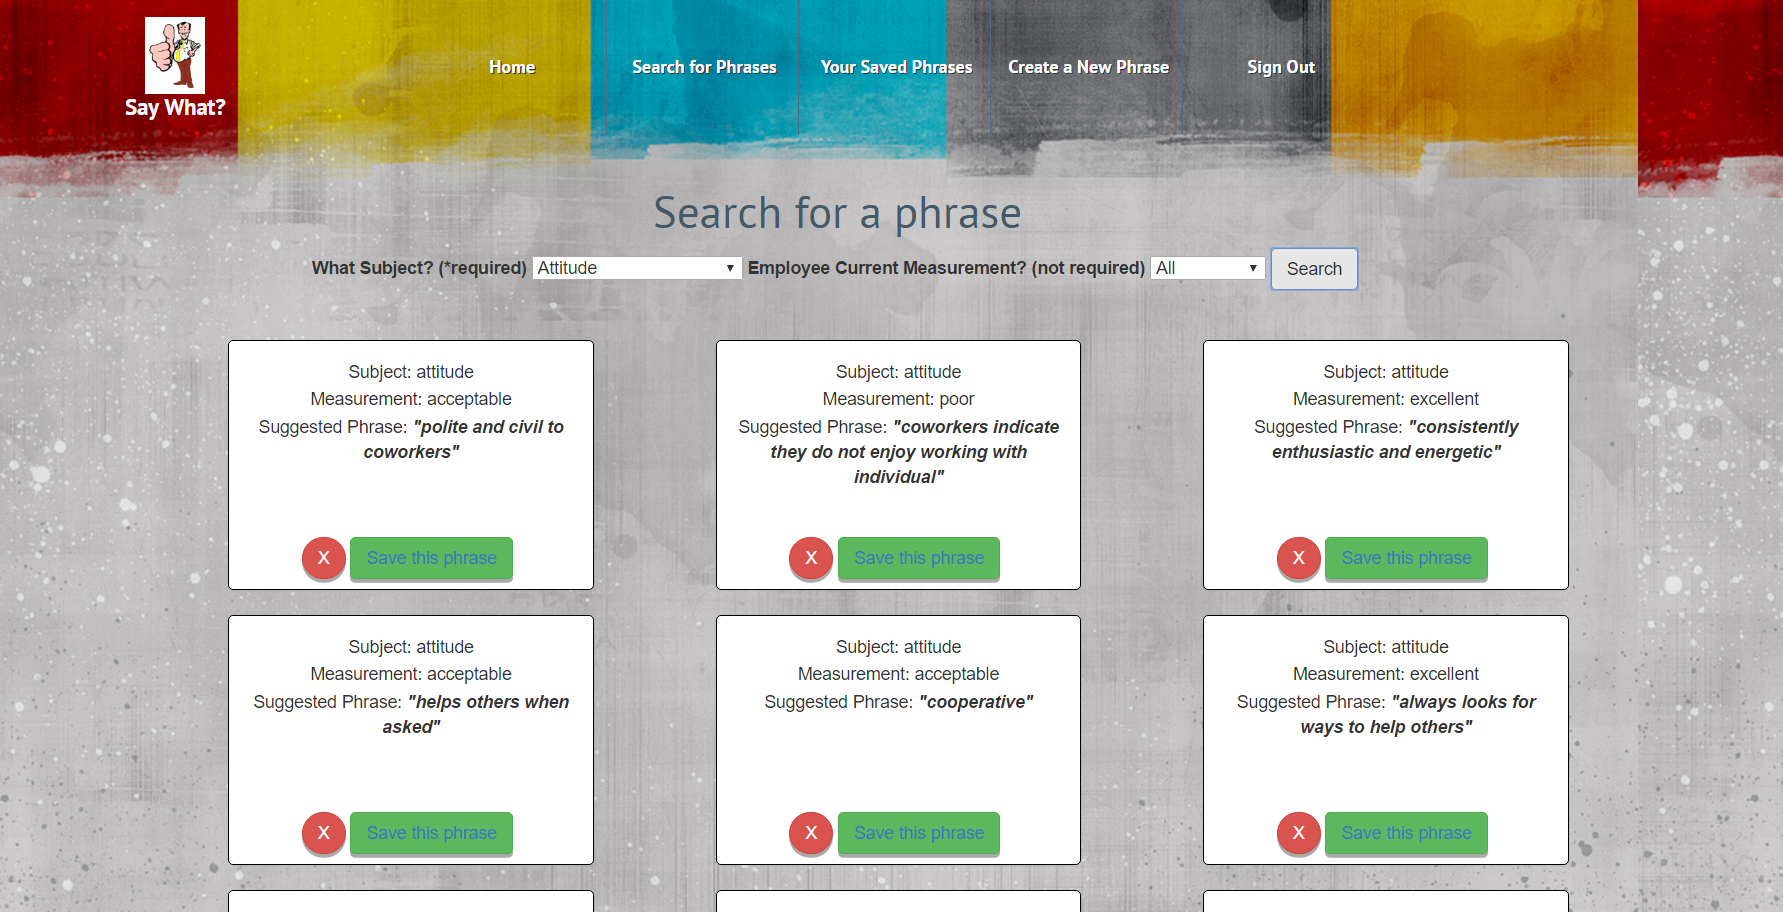 Say What?
Home
Search for Phrases
Your Saved Phrases
Create a New Phrase
Sign Out
Search for a phrase
What Subject? (*required) Attitude Employee Current Measurement? (not required) All Search
Subject: attitude
Measurement: acceptable
Suggested Phrase: "polite and civil to
coworkers"
X Save this phrase
Subject: attitude
Measurement: poor
Suggested Phrase: "coworkers indicate
they do not enjoy working with
individual"
X Save this phrase
Subject: attitude
Measurement: excellent
Suggested Phrase: "consistently
enthusiastic and energetic"
X Save this phrase
Subject: attitude
Measurement: acceptable
Suggested Phrase: "helps others when
asked"
X Save this phrase
Subject: attitude
Measurement: acceptable
Suggested Phrase: "cooperative"
X Save this phrase
Subject: attitude
Measurement: excellent
Suggested Phrase: "always looks for
ways to help others"
X Save this phrase